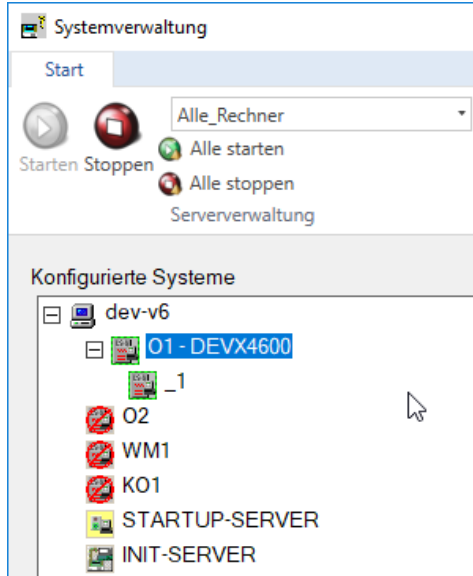 Systemverwaltung
Start
Alle_Rechner
Starten Stoppen
Alle starten
Alle stoppen
Serververwaltung
Konfigurierte Systeme
dev-v6
O1 - DEVX4600
_1
O2
WM1
KO1
STARTUP-SERVER
INIT-SERVER